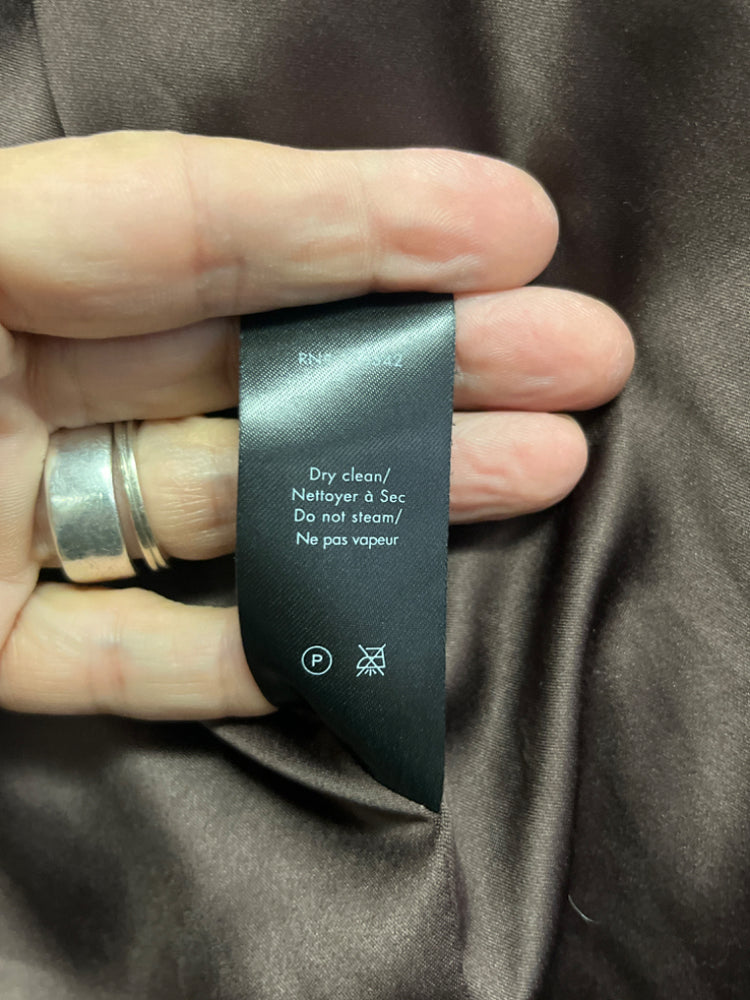 Dry clean/
Nettoyer à Sec
Do not steam/
Ne pas vapeur
P